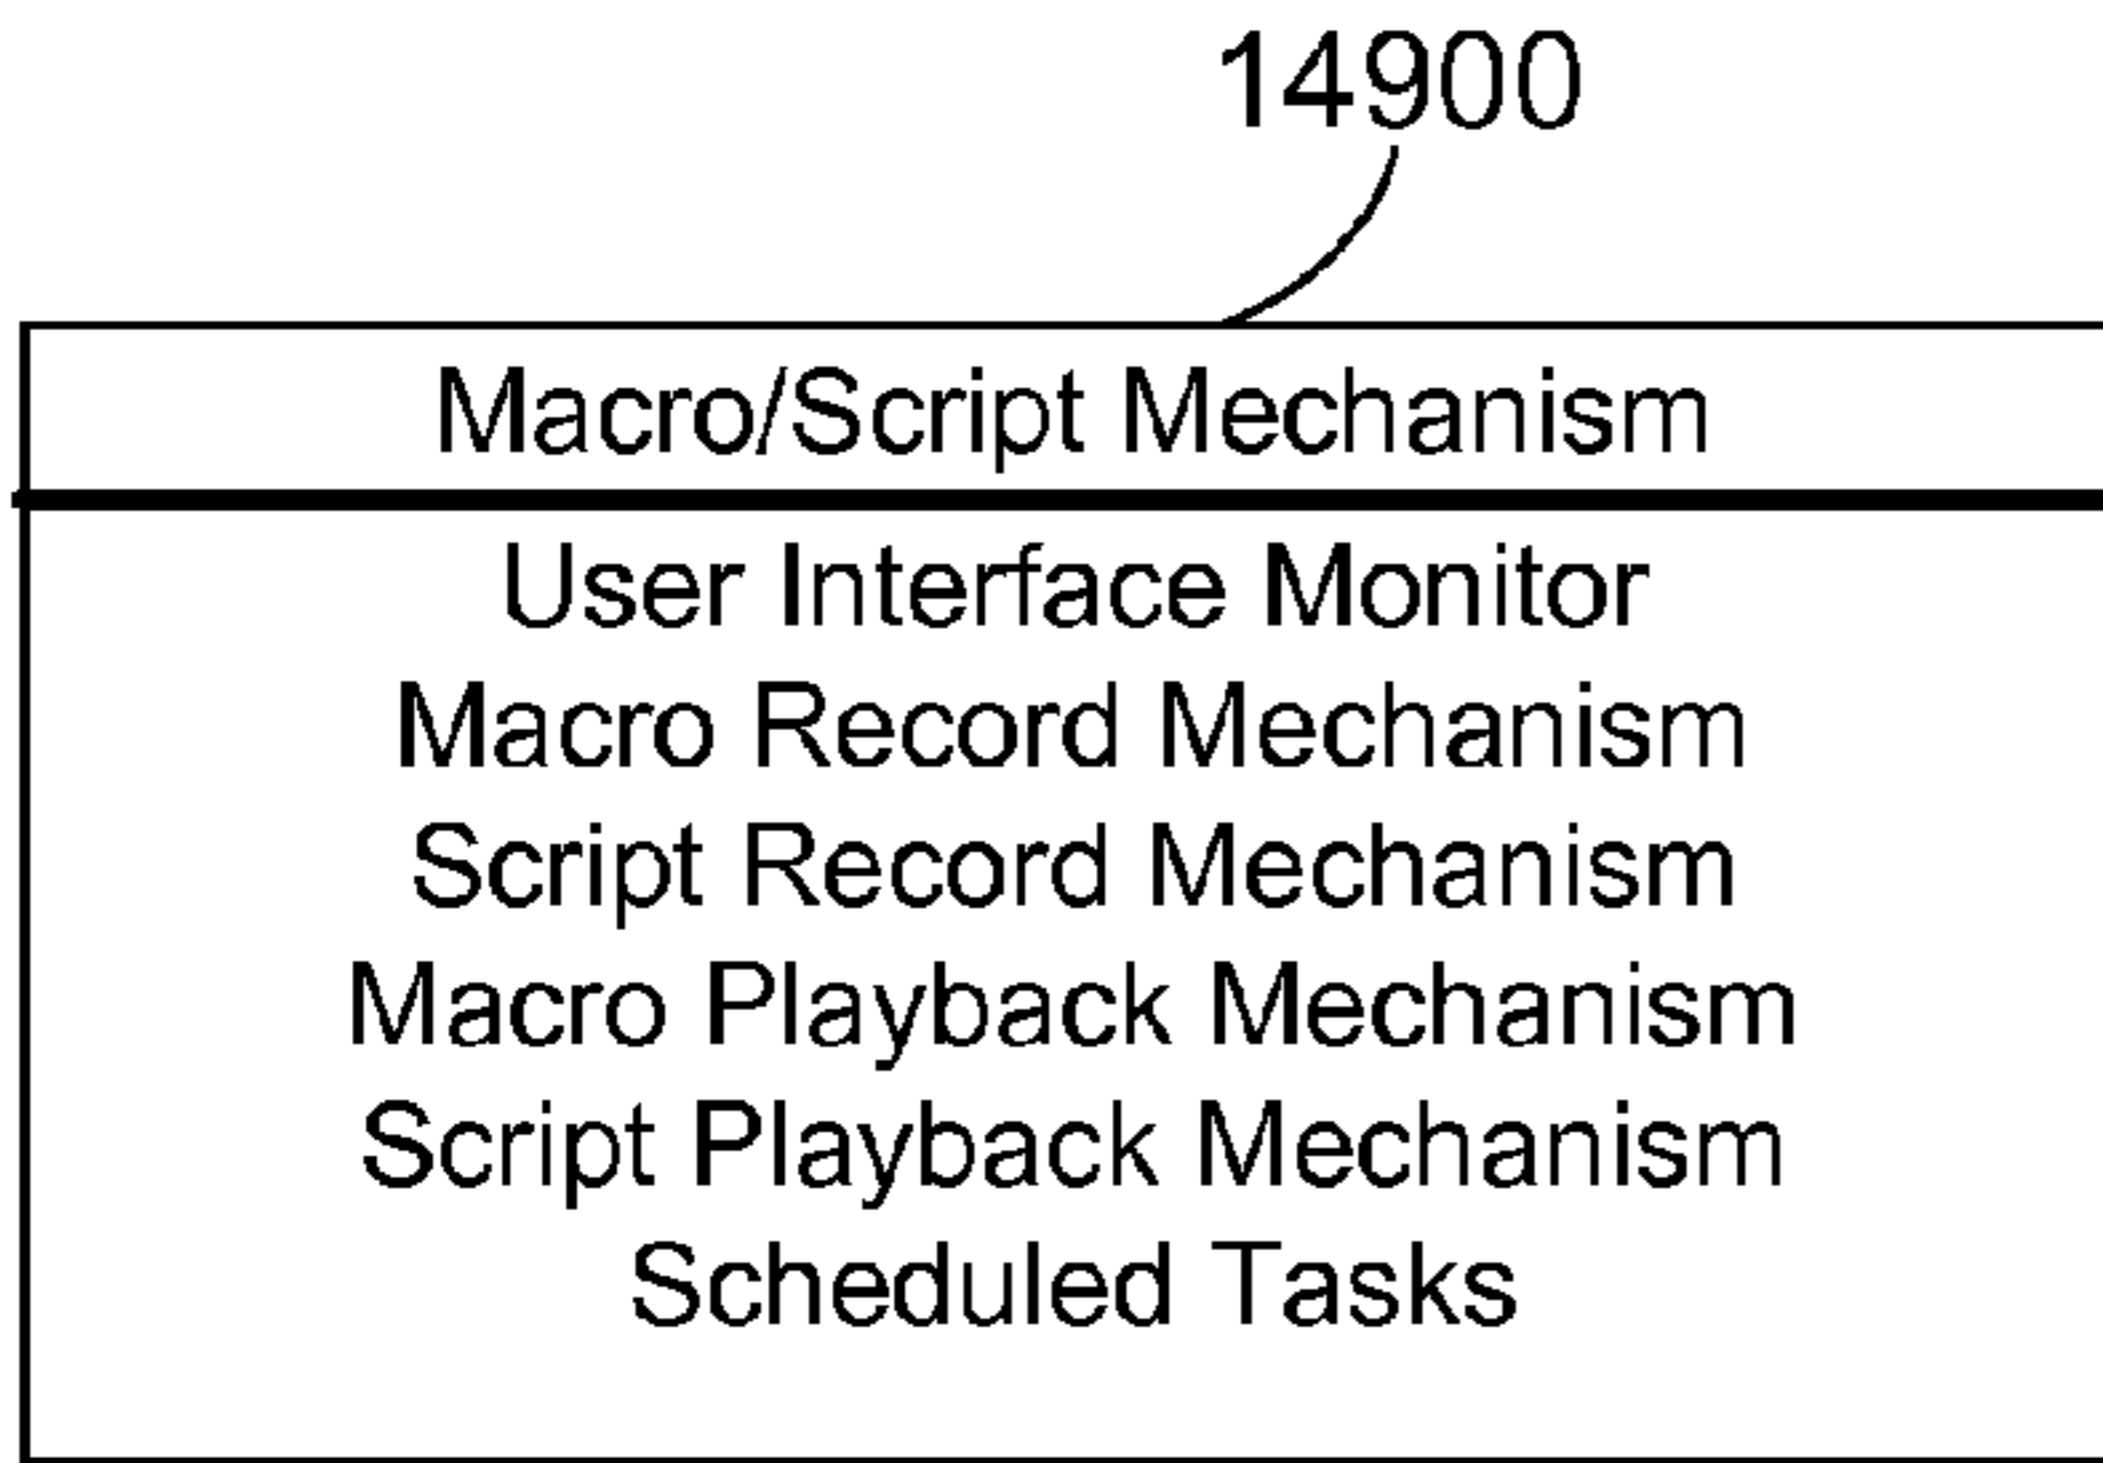 14900
Macro/Script Mechanism
User Interface Monitor
Macro Record Mechanism
Script Record Mechanism
Macro Playback Mechanism
Script Playback Mechanism
Scheduled Tasks